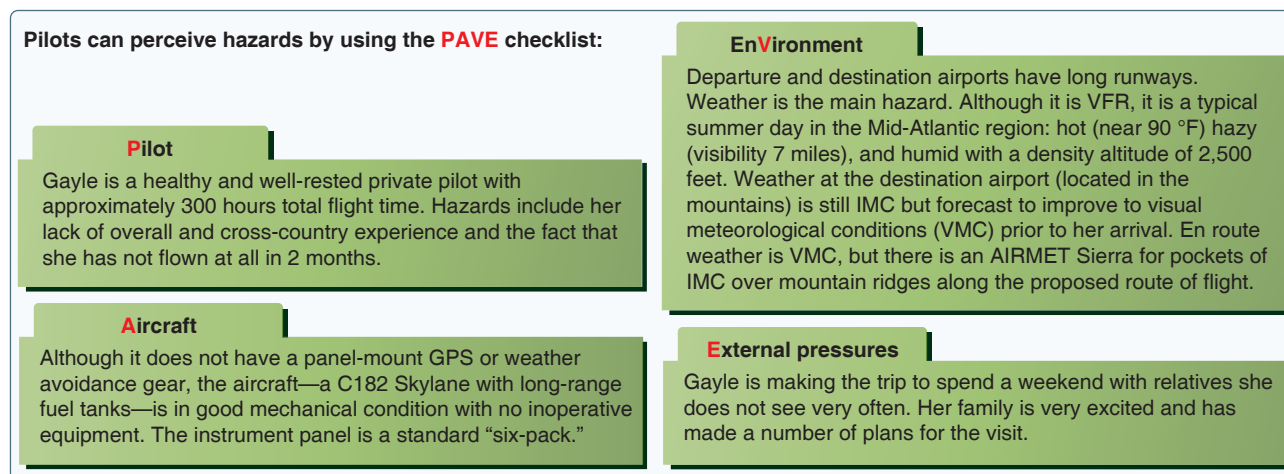 Pilots can perceive hazards by using the PAVE checklist:
Pilot
Gayle is a healthy and well-rested private pilot with
approximately 300 hours total flight time. Hazards include her
lack of overall and cross-country experience and the fact that
she has not flown at all in 2 months.
Aircraft
Although it does not have a panel-mount GPS or weather
avoidance gear, the aircraft—a C182 Skylane with long-range
fuel tanks—is in good mechanical condition with no inoperative
equipment. The instrument panel is a standard “six-pack.”
EnVironment
Departure and destination airports have long runways.
Weather is the main hazard. Although it is VFR, it is a typical
summer day in the Mid-Atlantic region: hot (near 90 °F) hazy
(visibility 7 miles), and humid with a density altitude of 2,500
feet. Weather at the destination airport (located in the
mountains) is still IMC but forecast to improve to visual
meteorological conditions (VMC) prior to her arrival. En route
weather is VMC, but there is an AIRMET Sierra for pockets of
IMC over mountain ridges along the proposed route of flight.
External pressures
Gayle is making the trip to spend a weekend with relatives she
does not see very often. Her family is very excited and has
made a number of plans for the visit.